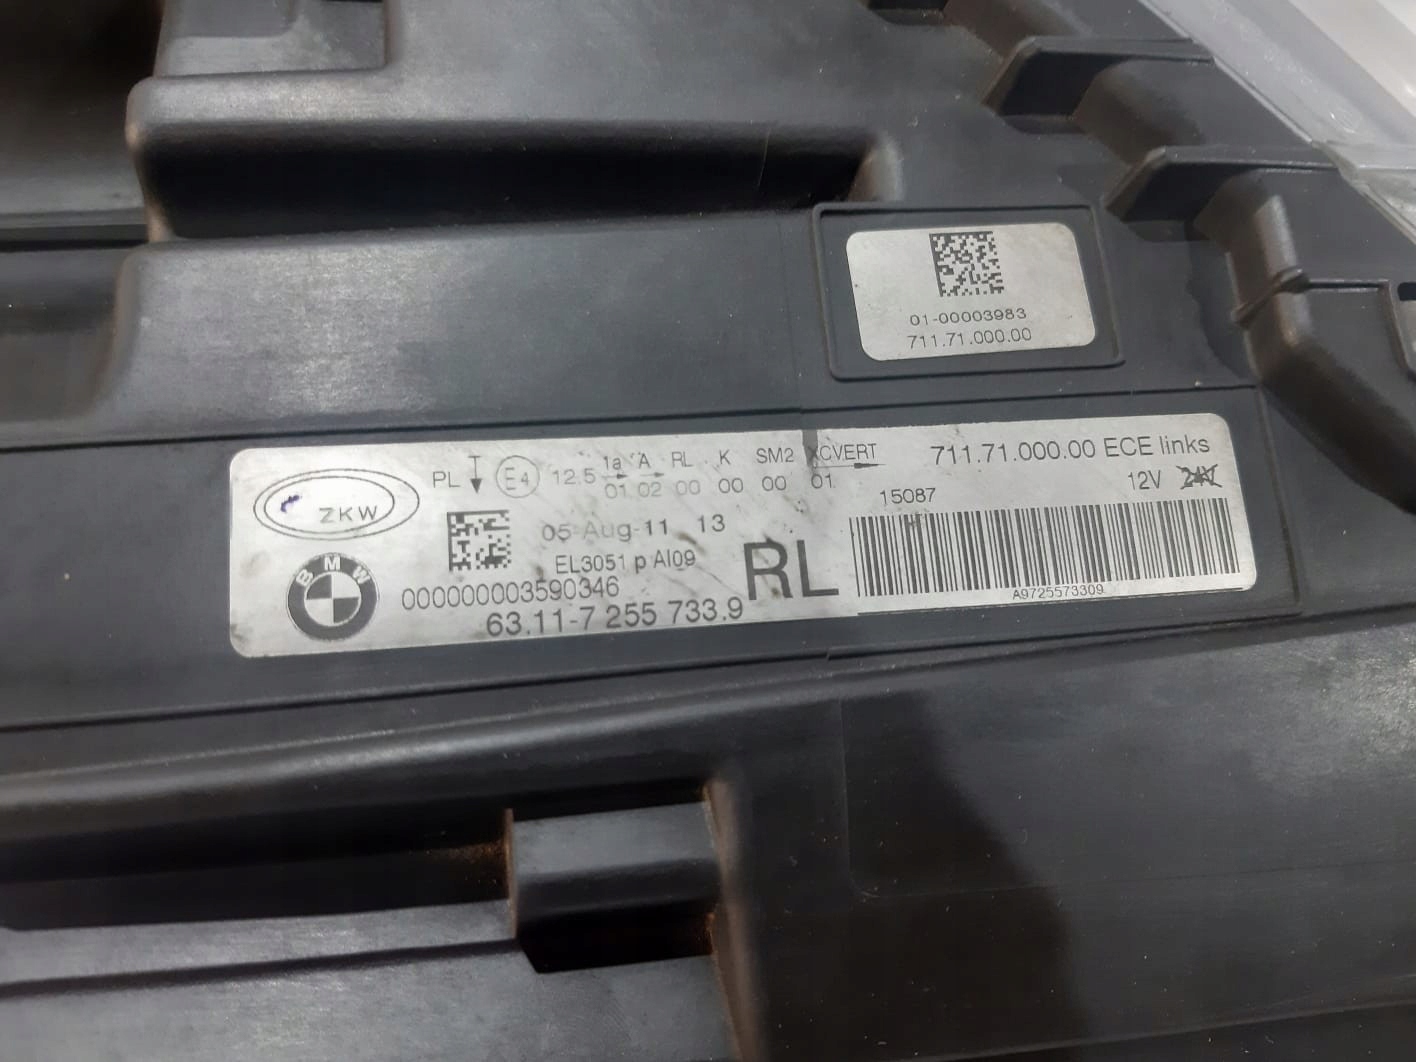 01-00003983
711.71.000.00
ZKW
PL E4 12.5 1a A RL K SM2 XCVERT 711.71.000.00 ECE links
01 02 00 00 00 01 15087 12V 24V
05-Aug-11 13
EL3051 p AI09
RL
BMW
000000003590346
63.11-7 255 733.9
A9725573309